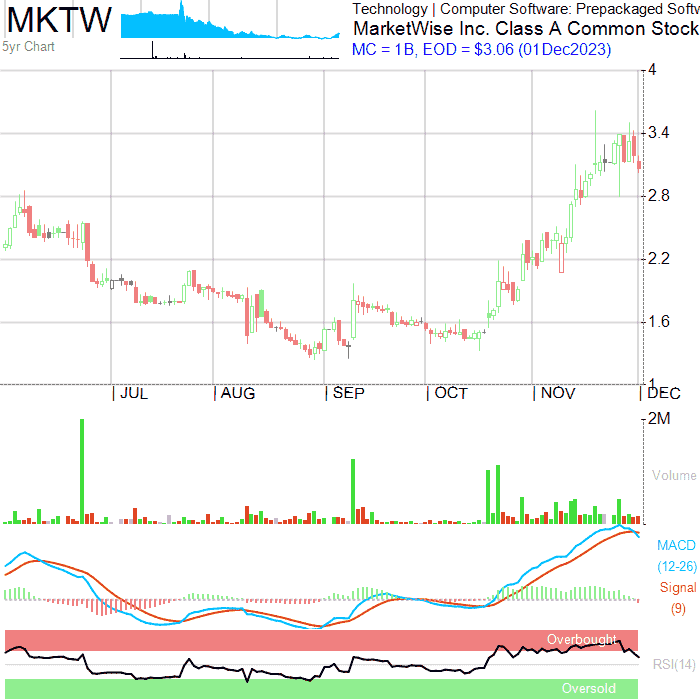 MKTW
5yr Chart
Technology | Computer Software: Prepackaged Softw
MarketWise Inc. Class A Common Stock
MC = 1B, EOD = $3.06 (01Dec2023)
4
3.4
2.8
2.2
1.6
1
JUL AUG SEP OCT NOV DEC
2M
Volume
MACD
(12-26)
Signal
(9)
Overbought
RSI(14)
Oversold